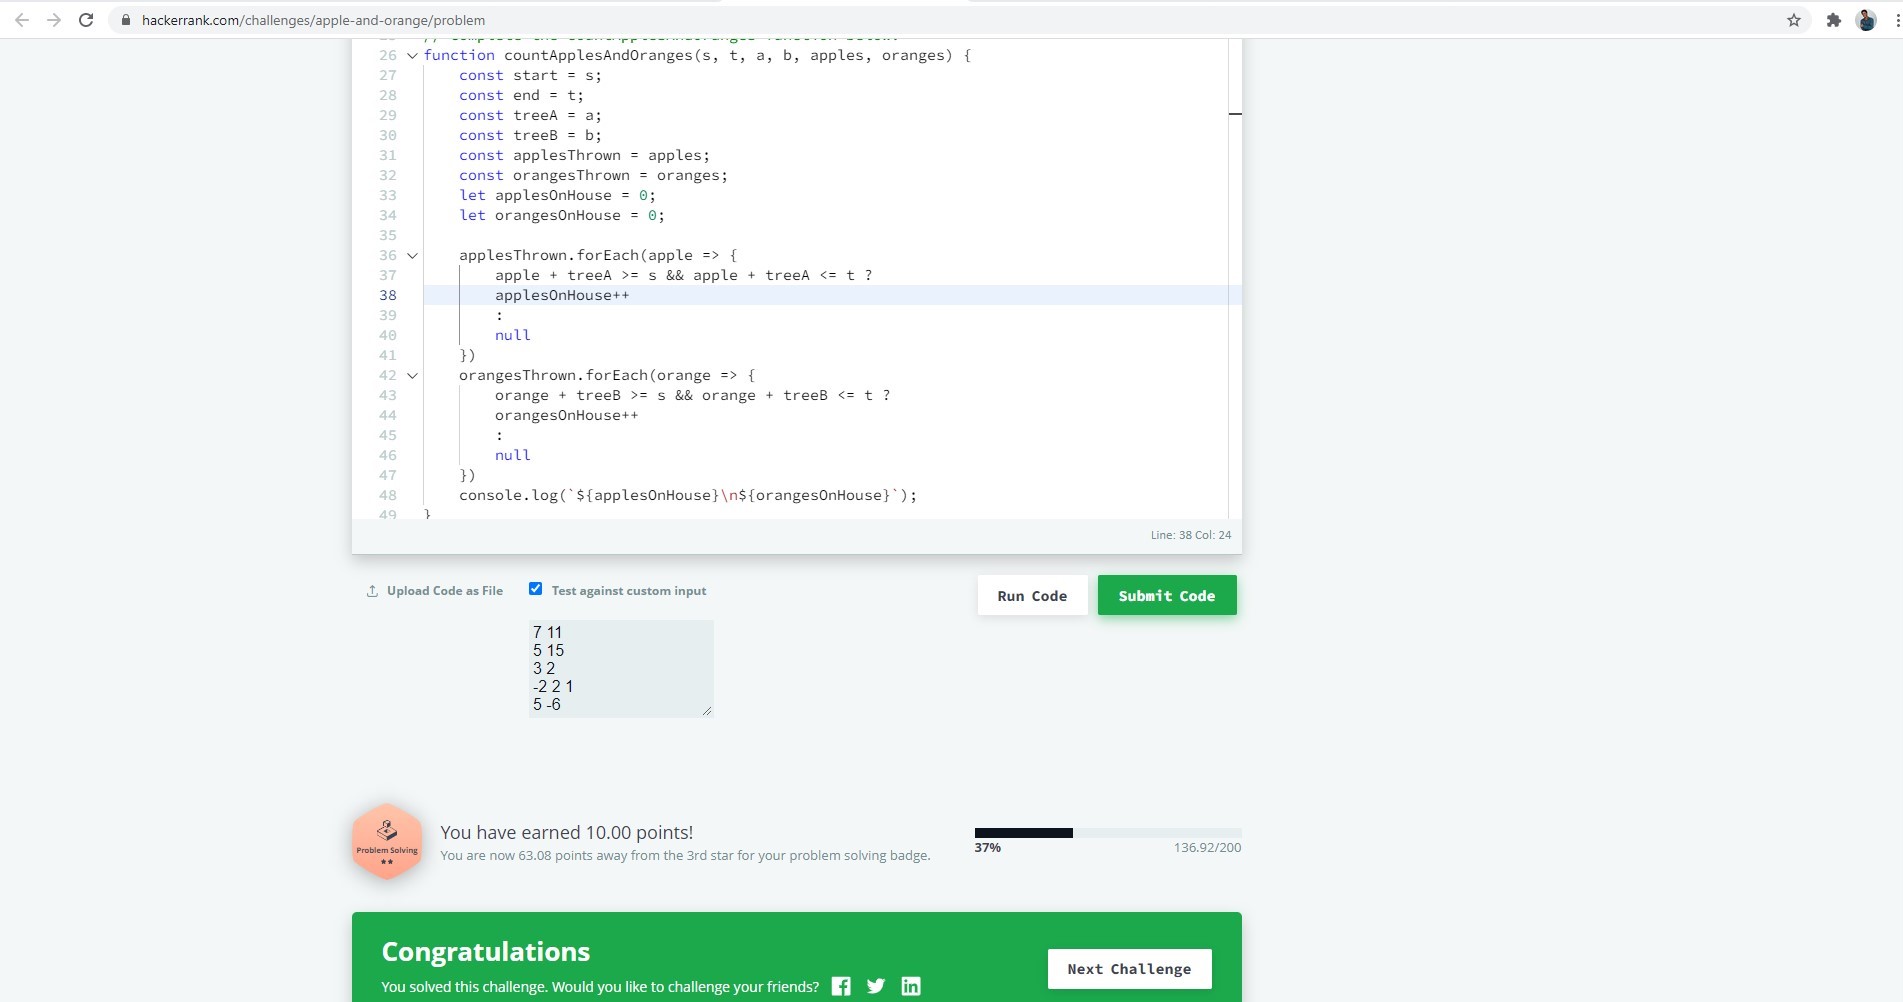 hackerrank.com/challenges/apple-and-orange/problem
26 function countApplesAndOranges(s, t, a, b, apples, oranges) {
27 const start = s;
28 const end = t;
29 const treeA = a;
30 const treeB = b;
31 const applesThrown = apples;
32 const orangesThrown = oranges;
33 let applesOnHouse = 0;
34 let orangesOnHouse = 0;
35
36 applesThrown.forEach(apple => {
37 apple + treeA >= s && apple + treeA <= t ?
38 applesOnHouse++
39 :
40 null
41 })
42 orangesThrown.forEach(orange => {
43 orange + treeB >= s && orange + treeB <= t ?
44 orangesOnHouse++
45 :
46 null
47 })
48 console.log(`${applesOnHouse}\n${orangesOnHouse}`);
49 }
Line: 38 Col: 24
Upload Code as File Test against custom input Run Code Submit Code
7 11
5 15
3 2
-2 2 1
5 -6
Problem Solving
You have earned 10.00 points!
You are now 63.08 points away from the 3rd star for your problem solving badge.
37% 136.92/200
Congratulations
You solved this challenge. Would you like to challenge your friends?
Next Challenge